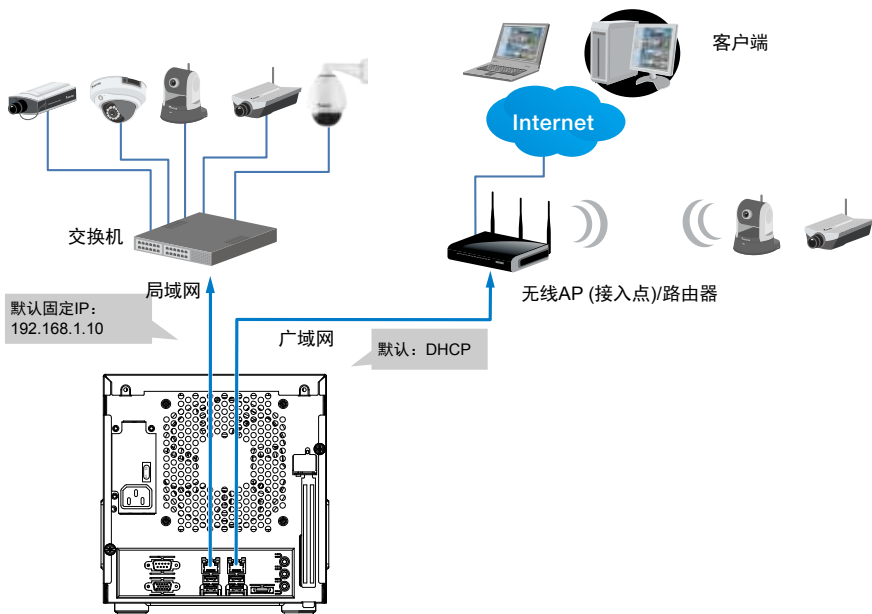 客户端
Internet
交换机
局域网
无线AP (接入点)/路由器
默认固定IP：
192.168.1.10
广域网
默认：DHCP